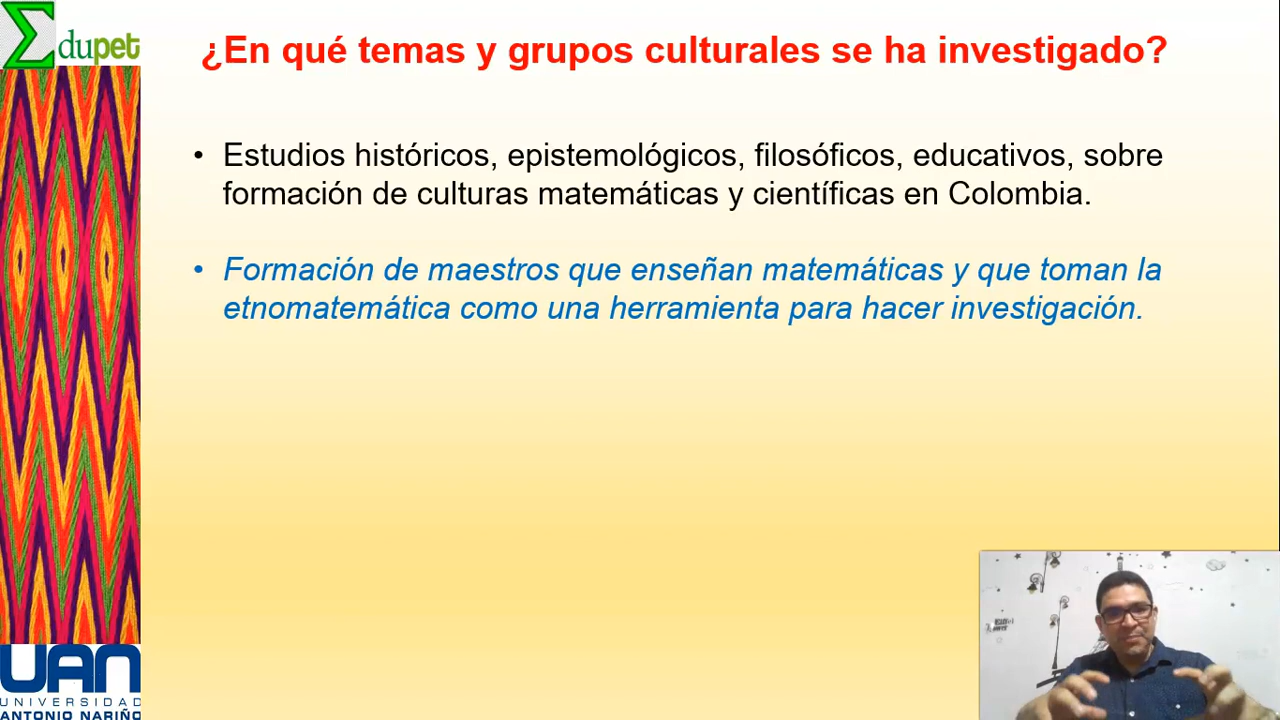 Σdupet
¿En qué temas y grupos culturales se ha investigado?
• Estudios históricos, epistemológicos, filosóficos, educativos, sobre
formación de culturas matemáticas y científicas en Colombia.
• Formación de maestros que enseñan matemáticas y que toman la
etnomatemática como una herramienta para hacer investigación.
UAN
UNIVERSIDAD
ANTONIO NARIÑO